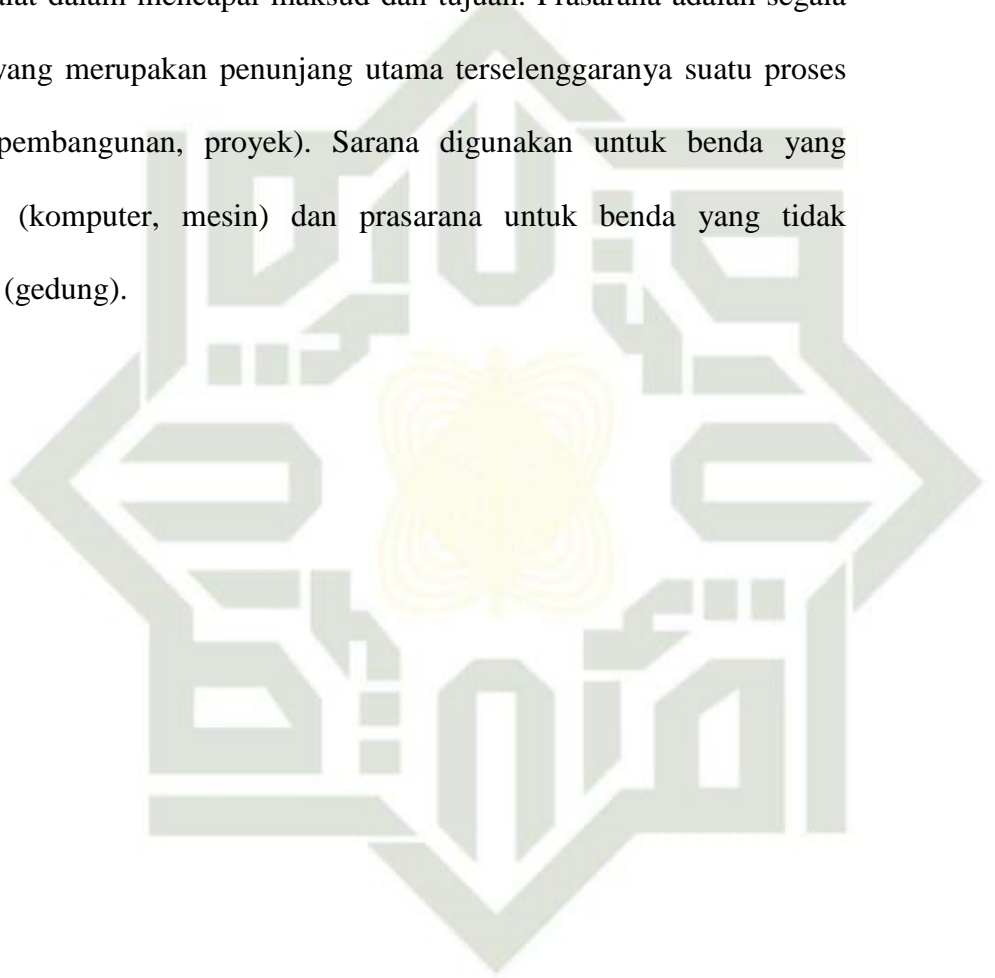 dalam mencapai maksud dan tujuan. Prasarana adalah segala
yang merupakan penunjang utama terselenggaranya suatu proses
pembangunan, proyek). Sarana digunakan untuk benda yang
(komputer, mesin) dan prasarana untuk benda yang tidak
(gedung).